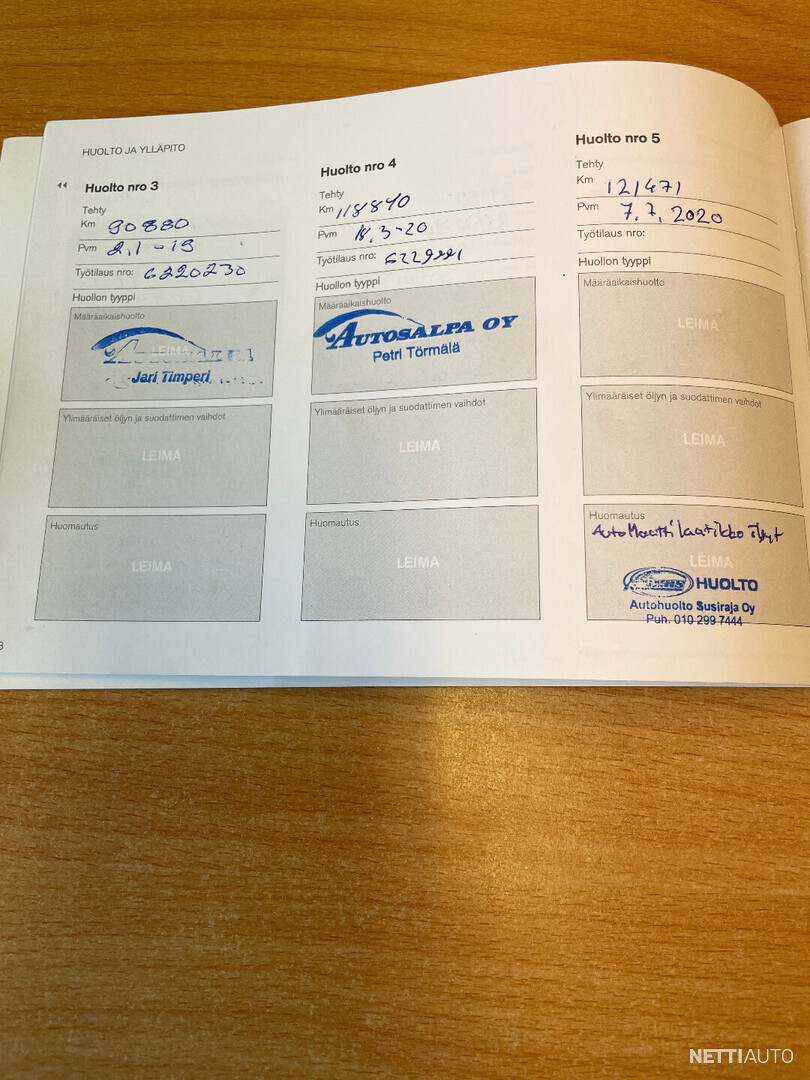 HUOLTO JA YLLÄPITO
Huolto nro 3
Tehty
Km 90880
Pvm 2.1-19
Työtilaus nro: 6220230
Huollon tyyppi
Määräaikaishuolto
LEIMA
Jari Timperi
Ylimääräiset öljyn ja suodattimen vaihdot
LEIMA
Huomautus
LEIMA
Huolto nro 4
Tehty
Km 118840
Pvm 18.3-20
Työtilaus nro:
Huollon tyyppi
Määräaikaishuolto
AUTOSALPA OY
Petri Törmälä
Ylimääräiset öljyn ja suodattimen vaihdot
LEIMA
Huomautus
LEIMA
Huolto nro 5
Tehty
Km 121471
Pvm 7.7.2020
Työtilaus nro:
Huollon tyyppi
Määräaikaishuolto
LEIMA
Ylimääräiset öljyn ja suodattimen vaihdot
LEIMA
Huomautus
Automaattilaatikko öljyt
LEIMA
HUOLTO
Autohuolto Susiraja Oy
Puh. 010 299 7444
NETTIAUTO